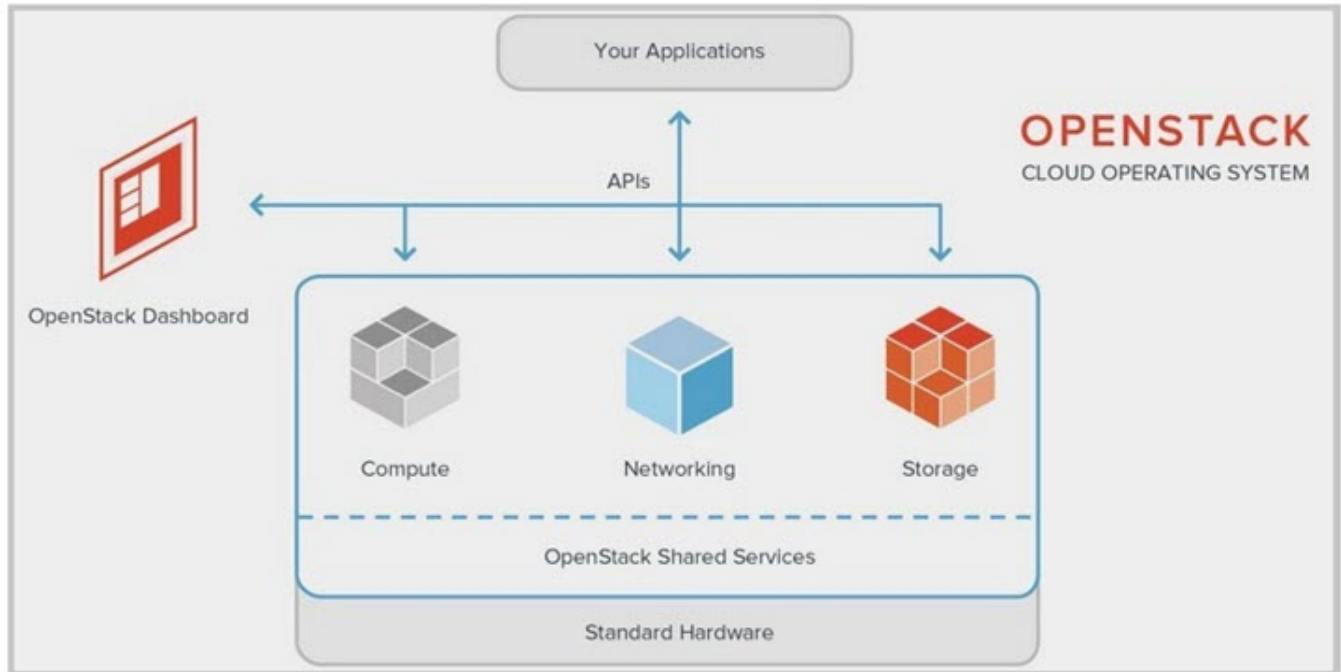 Your Applications
OPENSTACK
CLOUD OPERATING SYSTEM
APIs
OpenStack Dashboard
Compute
Networking
Storage
OpenStack Shared Services
Standard Hardware